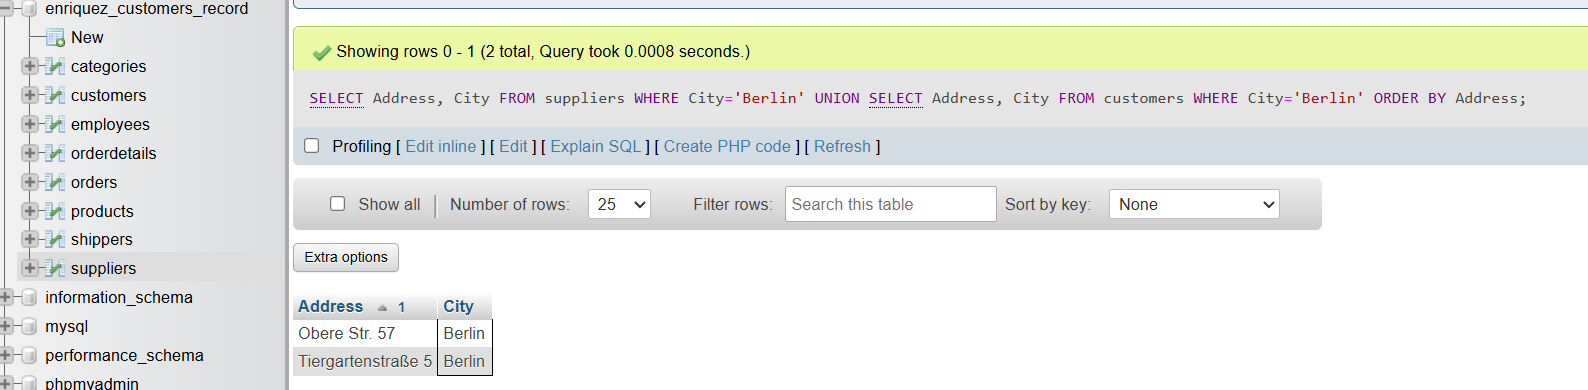 enriquez_customers_record
New
categories
customers
employees
orderdetails
orders
products
shippers
suppliers
information_schema
mysql
performance_schema
phpmyadmin
Showing rows 0 - 1 (2 total, Query took 0.0008 seconds.)
SELECT Address, City FROM suppliers WHERE City='Berlin' UNION SELECT Address, City FROM customers WHERE City='Berlin' ORDER BY Address;
Profiling [ Edit inline ] [ Edit ] [ Explain SQL ] [ Create PHP code ] [ Refresh ]
Show all Number of rows: 25 Filter rows: Search this table Sort by key: None
Extra options
Address 1 City
Obere Str. 57 Berlin
Tiergartenstraße 5 Berlin